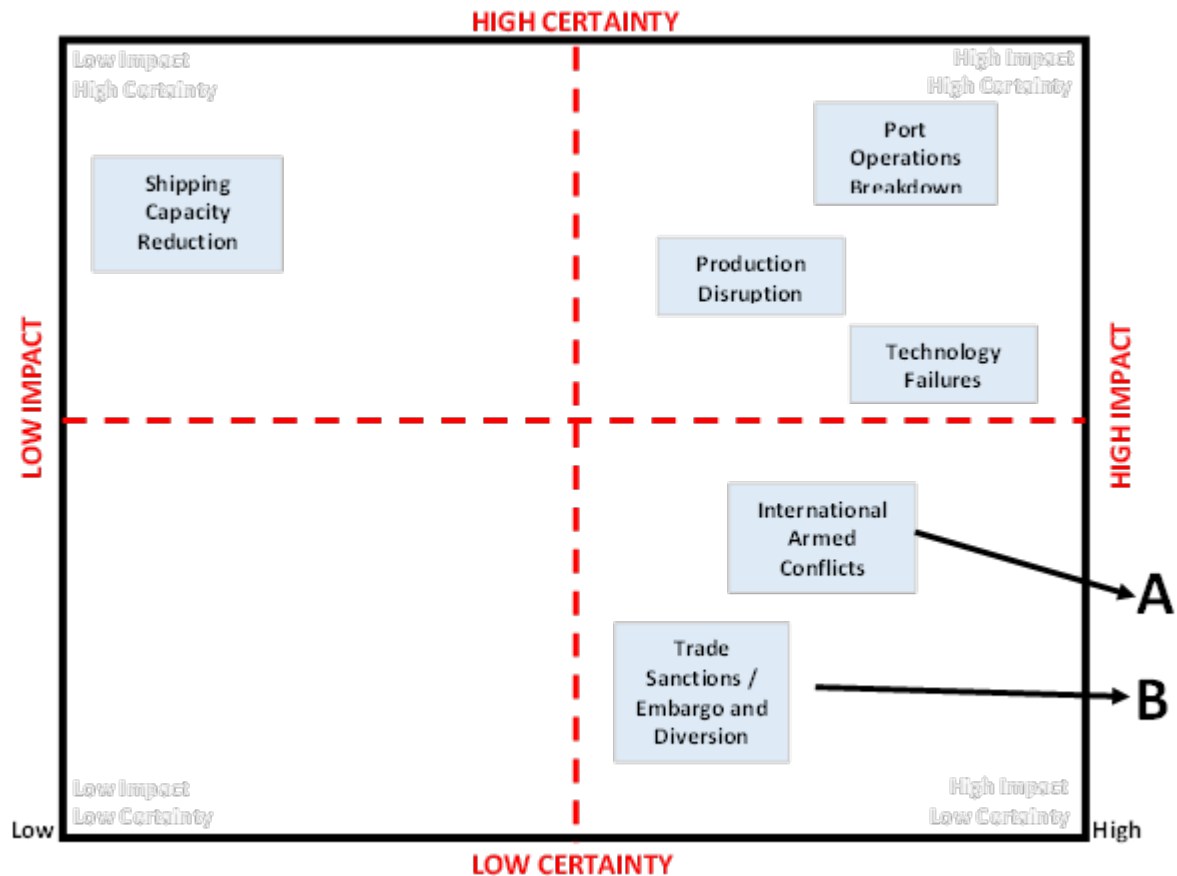 HIGH CERTAINTY
Low Impact
High Certainty
High Impact
High Certainty
Port
Operations
Breakdown
Shipping
Capacity
Reduction
Production
Disruption
Technology
Failures
LOW IMPACT
HIGH IMPACT
International
Armed
Conflicts
A
Trade
Sanctions /
Embargo and
Diversion
B
Low Impact
Low Certainty
High Impact
Low Certainty
Low
High
LOW CERTAINTY